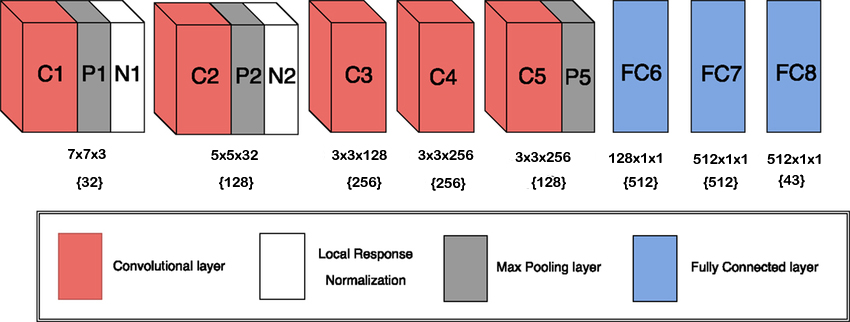 C1 P1 N1 C2 P2 N2 C3 C4 C5 P5 FC6 FC7 FC8
7x7x3 5x5x32 3x3x128 3x3x256 3x3x256 128x1x1 512x1x1 512x1x1
{32} {128} {256} {256} {128} {512} {512} {43}
Convolutional layer
Local Response
Normalization
Max Pooling layer
Fully Connected layer